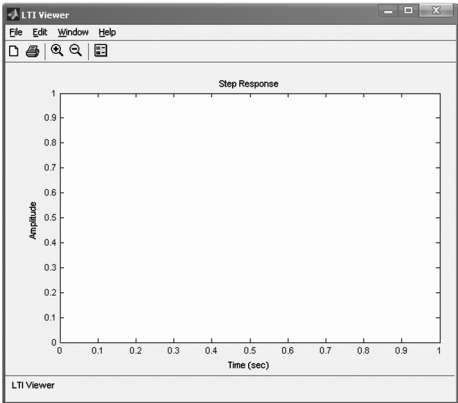 LTI Viewer
File Edit Window Help
Step Response
1
0.9
0.8
0.7
0.6
0.5
0.4
0.3
0.2
0.1
0
Amplitude
0 0.1 0.2 0.3 0.4 0.5 0.6 0.7 0.8 0.9 1
Time (sec)
LTI Viewer